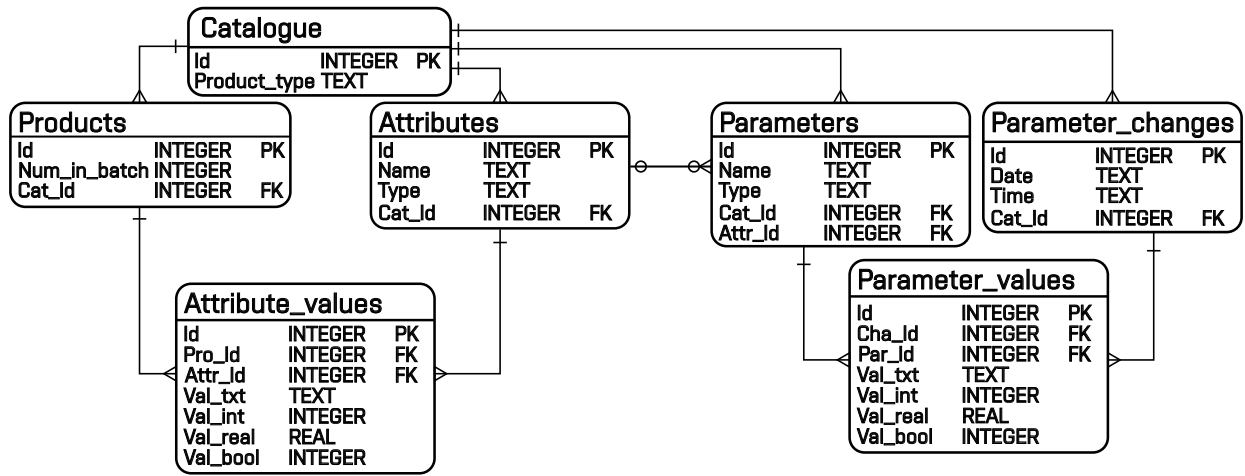 Catalogue
Id INTEGER PK
Product_type TEXT
Products
Id INTEGER PK
Num_in_batch INTEGER
Cat_Id INTEGER FK
Attributes
Id INTEGER PK
Name TEXT
Type TEXT
Cat_Id INTEGER FK
Parameters
Id INTEGER PK
Name TEXT
Type TEXT
Cat_Id INTEGER FK
Attr_Id INTEGER FK
Parameter_changes
Id INTEGER PK
Date TEXT
Time TEXT
Cat_Id INTEGER FK
Attribute_values
Id INTEGER PK
Pro_Id INTEGER FK
Attr_Id INTEGER FK
Val_txt TEXT
Val_int INTEGER
Val_real REAL
Val_bool INTEGER
Parameter_values
Id INTEGER PK
Cha_Id INTEGER FK
Par_Id INTEGER FK
Val_txt TEXT
Val_int INTEGER
Val_real REAL
Val_bool INTEGER